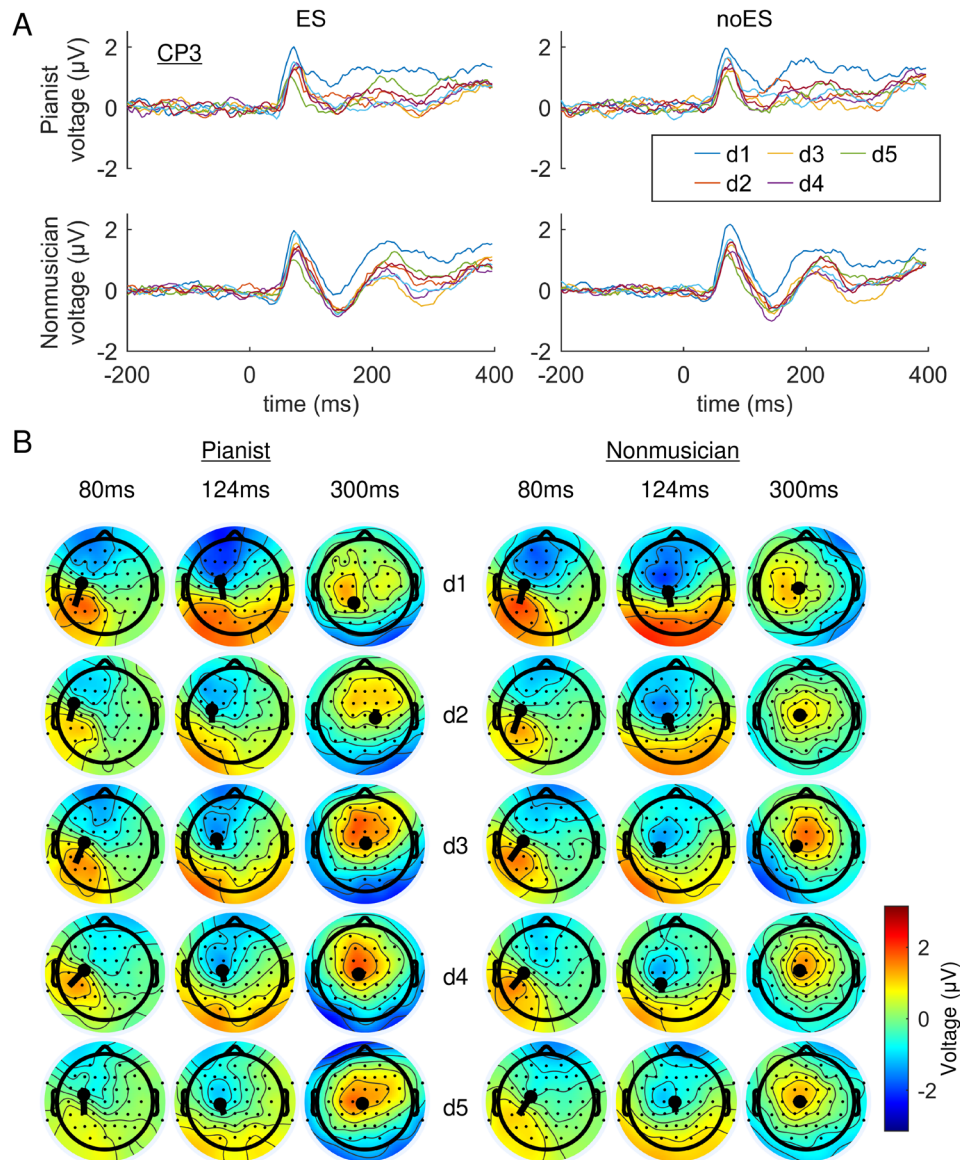 A
ES
noES
CP3
Pianist
voltage (µV)
2
0
-2
2
0
-2
d1 d3 d5
d2 d4
Nonmusician
voltage (µV)
2
0
-2
-200 0 200 400
time (ms)
2
0
-2
-200 0 200 400
time (ms)
B
Pianist
Nonmusician
80ms 124ms 300ms
80ms 124ms 300ms
d1
d2
d3
d4
d5
2
0
-2
Voltage (µV)